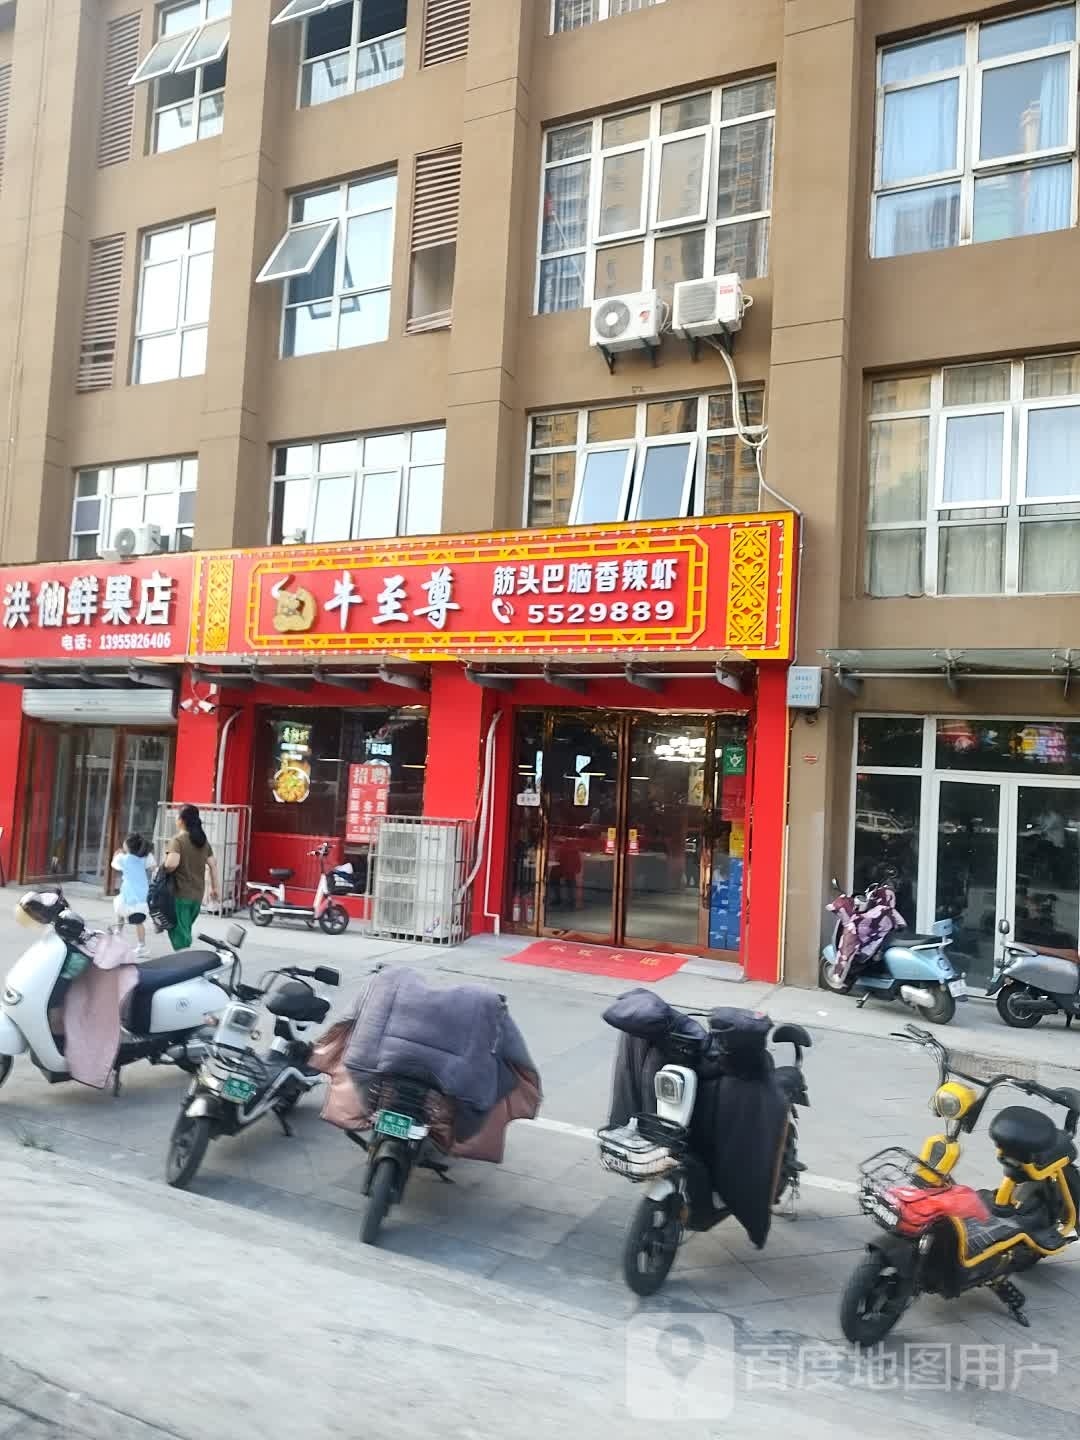 洪仙鲜果店
电话：13955826406
牛至尊
筋头巴脑香辣虾
5529889
招聘
百度地图用户